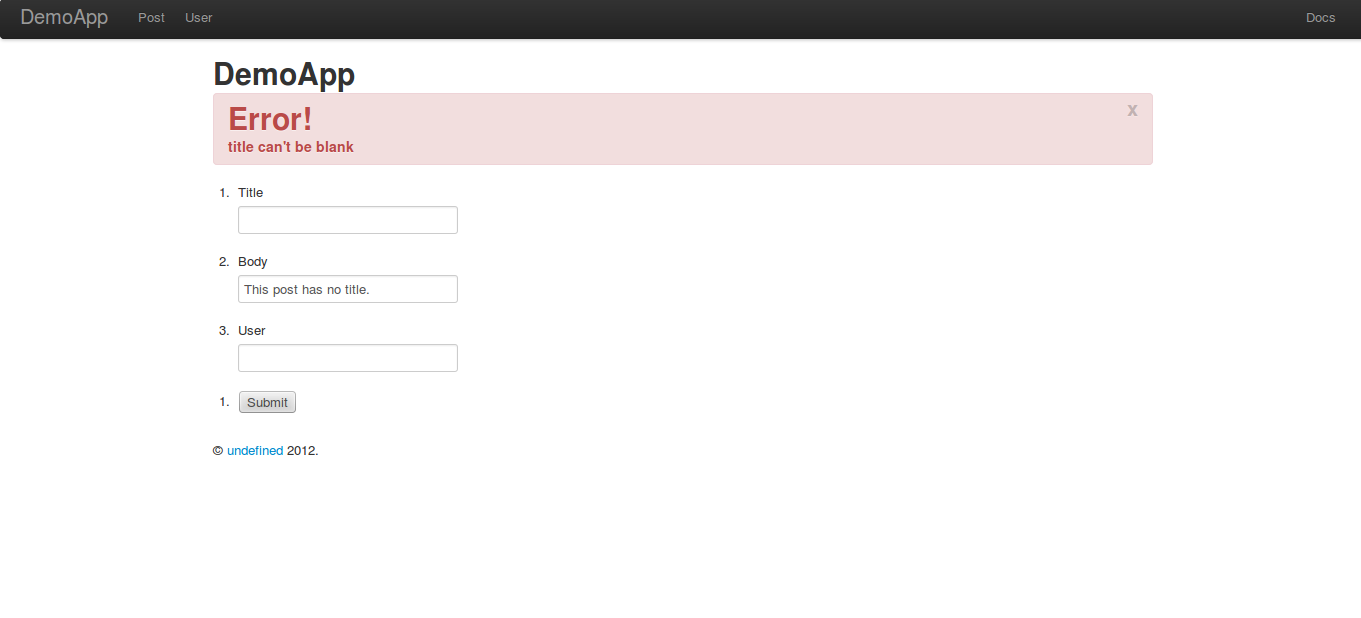 DemoApp Post User Docs
DemoApp
Error! x
title can't be blank
1. Title
2. Body
This post has no title.
3. User
1. Submit
© undefined 2012.